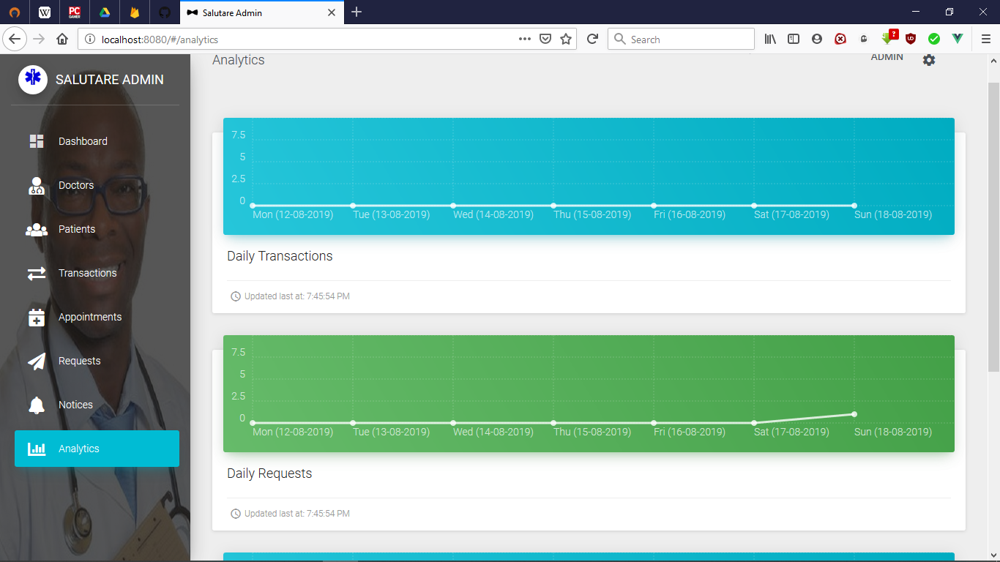 W
PC
GAMER
Salutare Admin
localhost:8080/#/analytics
Search
?
SALUTARE ADMIN
Dashboard
Doctors
Patients
Transactions
Appointments
Requests
Notices
Analytics
Analytics
ADMIN
7.5
5
2.5
0
Mon (12-08-2019) Tue (13-08-2019) Wed (14-08-2019) Thu (15-08-2019) Fri (16-08-2019) Sat (17-08-2019) Sun (18-08-2019)
Daily Transactions
Updated last at: 7:45:54 PM
7.5
5
2.5
0
Mon (12-08-2019) Tue (13-08-2019) Wed (14-08-2019) Thu (15-08-2019) Fri (16-08-2019) Sat (17-08-2019) Sun (18-08-2019)
Daily Requests
Updated last at: 7:45:54 PM